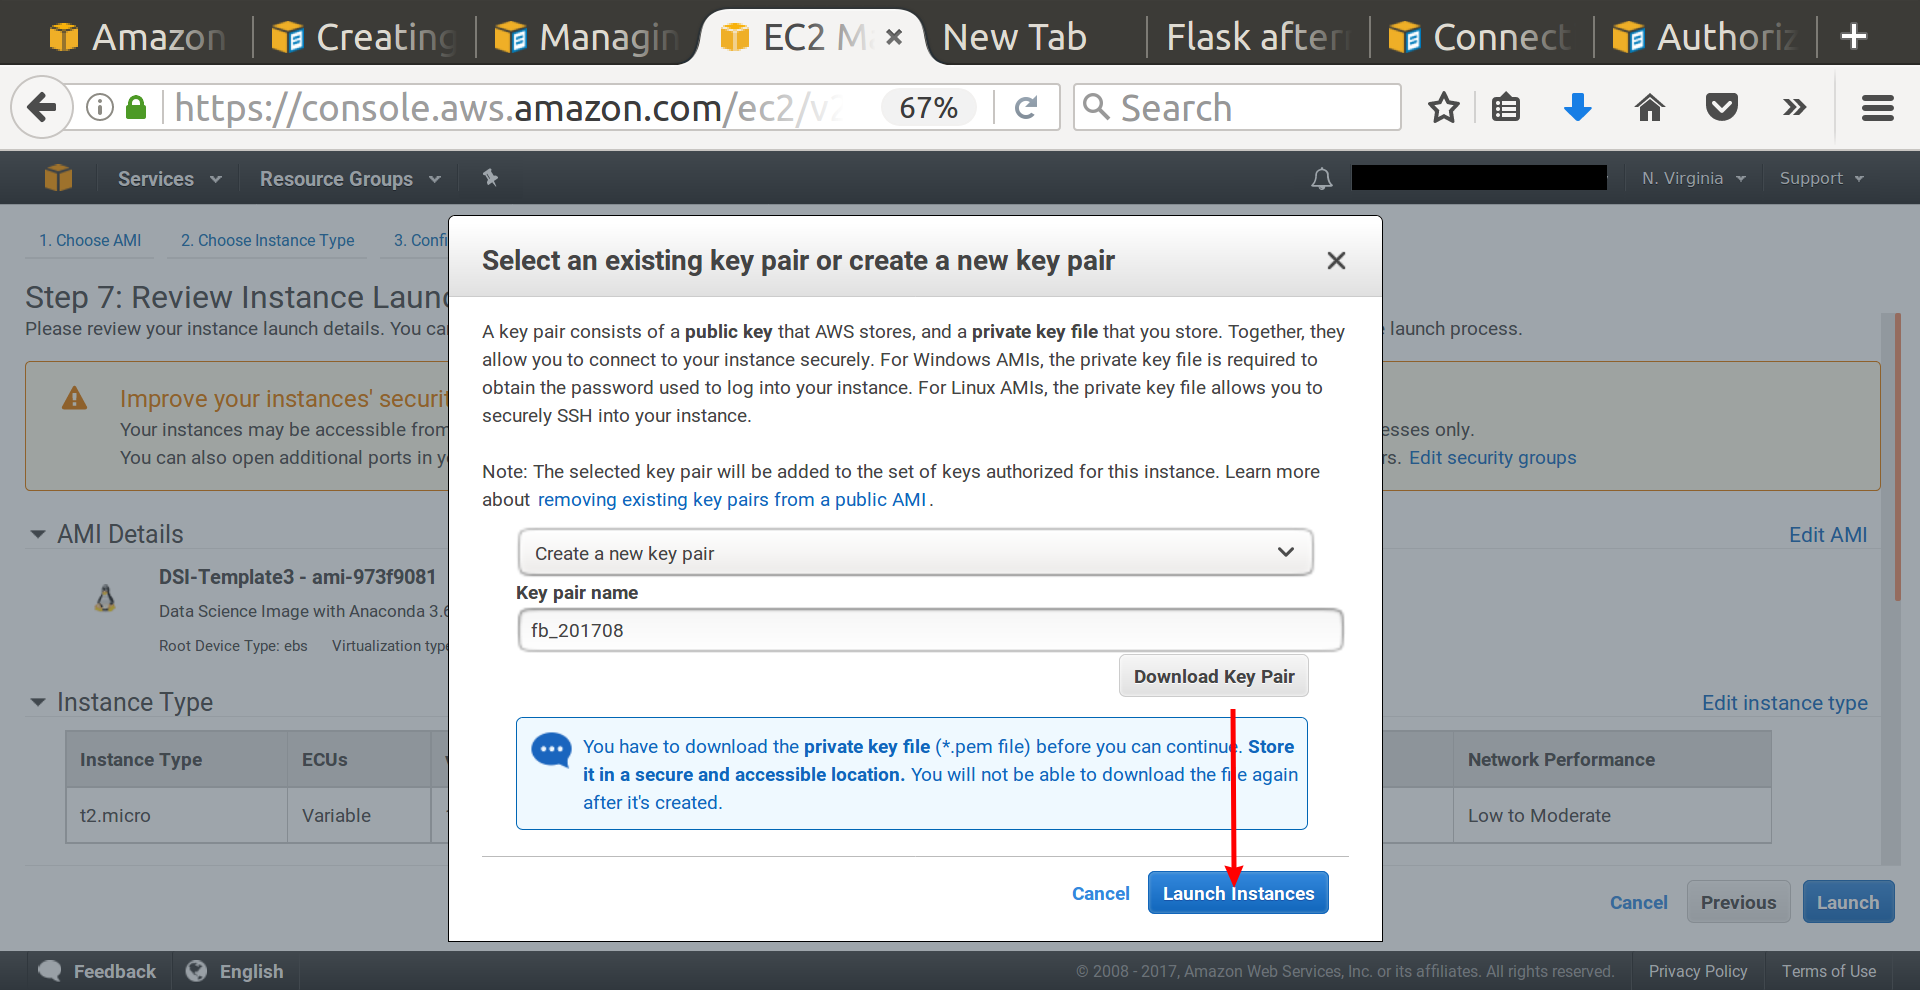 Amazon
Creating
Managin
EC2 Ma
New Tab
Flask after
Connect
Authoriz
https://console.aws.amazon.com/ec2/v2
67%
Search
Services
Resource Groups
N. Virginia
Support
1. Choose AMI
2. Choose Instance Type
3. Confi
Step 7: Review Instance Launc
Please review your instance launch details. You ca
launch process.
Improve your instances' securit
Your instances may be accessible from
esses only.
You can also open additional ports in y
rs. Edit security groups
AMI Details
Edit AMI
DSI-Template3 - ami-973f9081
Data Science Image with Anaconda 3.6
Root Device Type: ebs Virtualization type
Instance Type
Edit instance type
Instance Type
ECUs
Network Performance
t2.micro
Variable
Low to Moderate
Cancel
Previous
Launch
Select an existing key pair or create a new key pair
A key pair consists of a public key that AWS stores, and a private key file that you store. Together, they
allow you to connect to your instance securely. For Windows AMIs, the private key file is required to
obtain the password used to log into your instance. For Linux AMIs, the private key file allows you to
securely SSH into your instance.
Note: The selected key pair will be added to the set of keys authorized for this instance. Learn more
about removing existing key pairs from a public AMI.
Create a new key pair
Key pair name
fb_201708
Download Key Pair
You have to download the private key file (*.pem file) before you can continue. Store
it in a secure and accessible location. You will not be able to download the file again
after it's created.
Cancel
Launch Instances
Feedback
English
© 2008 - 2017, Amazon Web Services, Inc. or its affiliates. All rights reserved.
Privacy Policy
Terms of Use